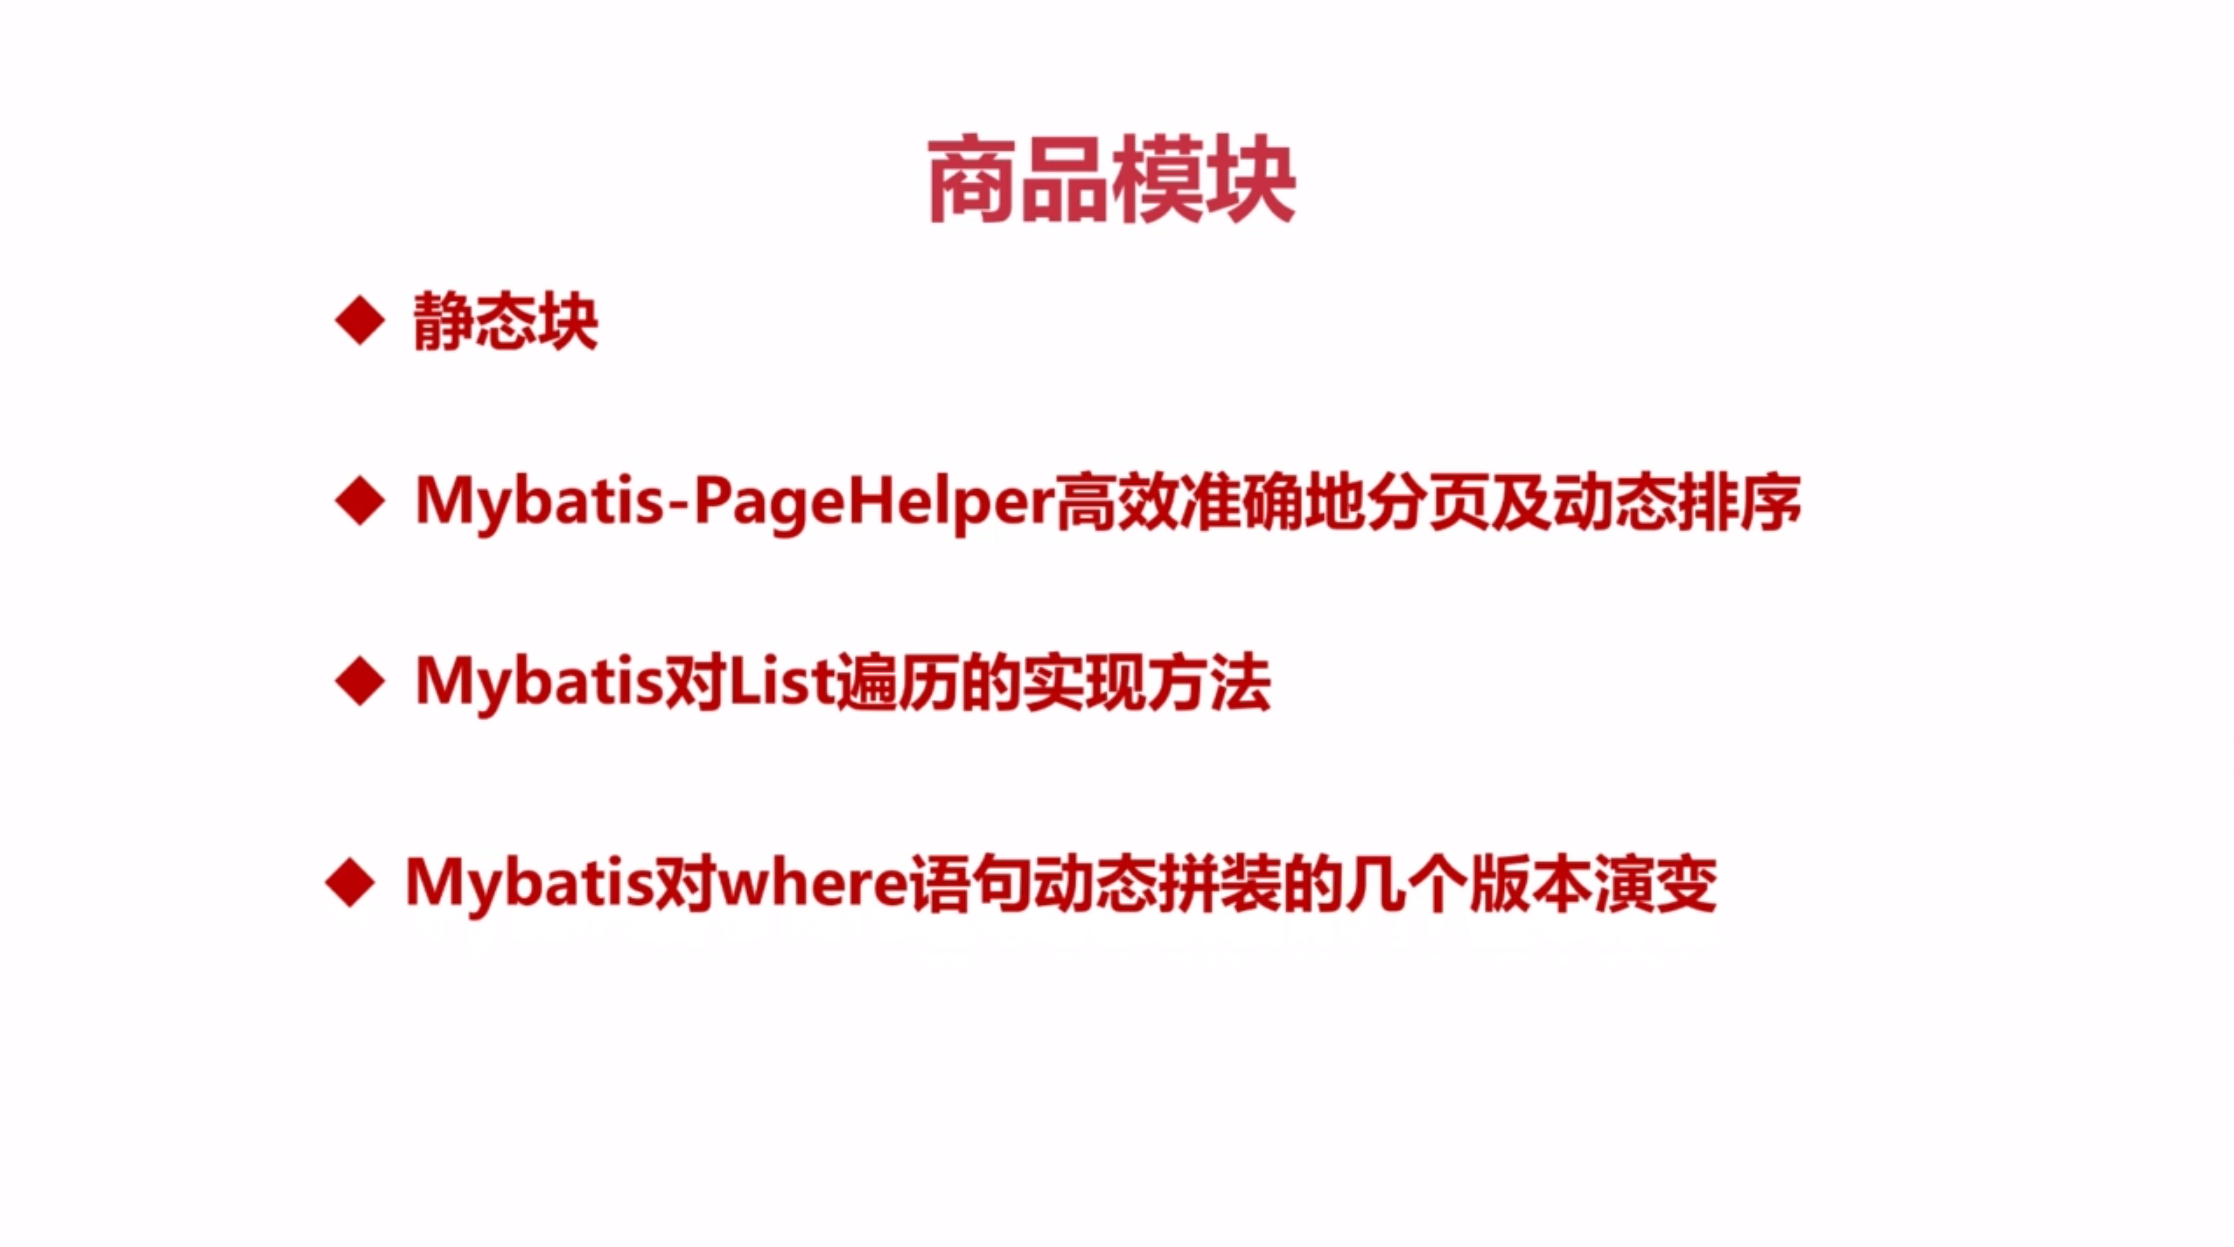 商品模块
静态块
Mybatis-PageHelper高效准确地分页及动态排序
Mybatis对List遍历的实现方法
Mybatis对where语句动态拼装的几个版本演变